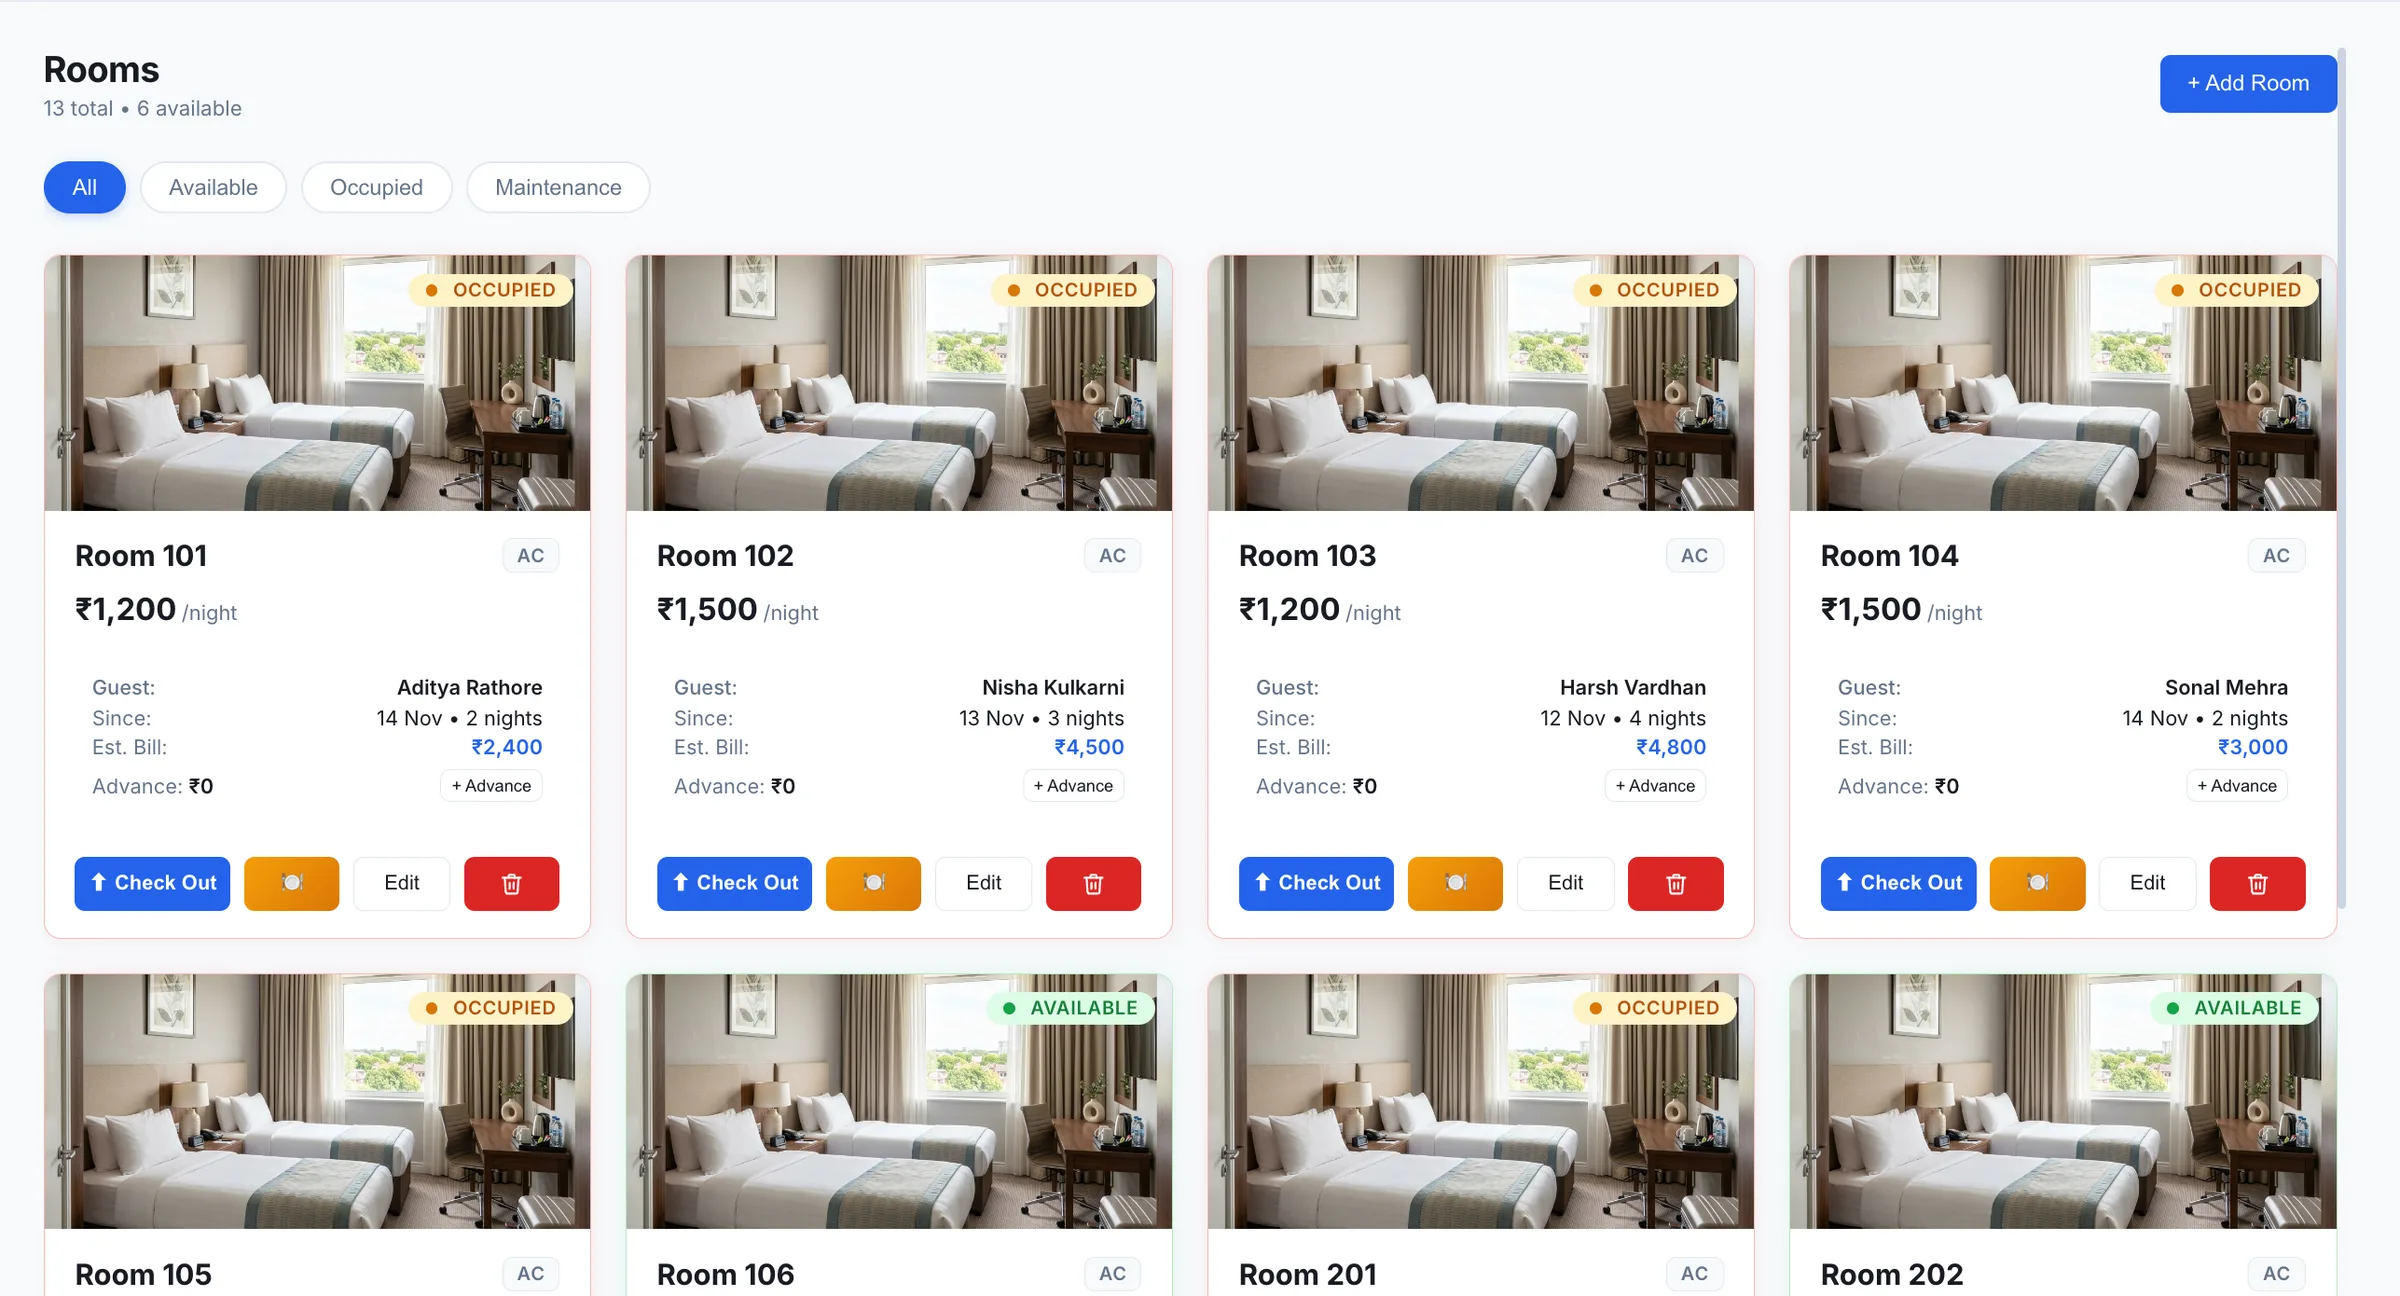 Rooms
13 total • 6 available
+ Add Room
All
Available
Occupied
Maintenance
OCCUPIED
Room 101
AC
₹1,200 /night
Guest: Aditya Rathore
Since: 14 Nov • 2 nights
Est. Bill: ₹2,400
Advance: ₹0
+ Advance
Check Out
Edit
OCCUPIED
Room 102
AC
₹1,500 /night
Guest: Nisha Kulkarni
Since: 13 Nov • 3 nights
Est. Bill: ₹4,500
Advance: ₹0
+ Advance
Check Out
Edit
OCCUPIED
Room 103
AC
₹1,200 /night
Guest: Harsh Vardhan
Since: 12 Nov • 4 nights
Est. Bill: ₹4,800
Advance: ₹0
+ Advance
Check Out
Edit
OCCUPIED
Room 104
AC
₹1,500 /night
Guest: Sonal Mehra
Since: 14 Nov • 2 nights
Est. Bill: ₹3,000
Advance: ₹0
+ Advance
Check Out
Edit
OCCUPIED
Room 105
AC
AVAILABLE
Room 106
AC
OCCUPIED
Room 201
AC
AVAILABLE
Room 202
AC